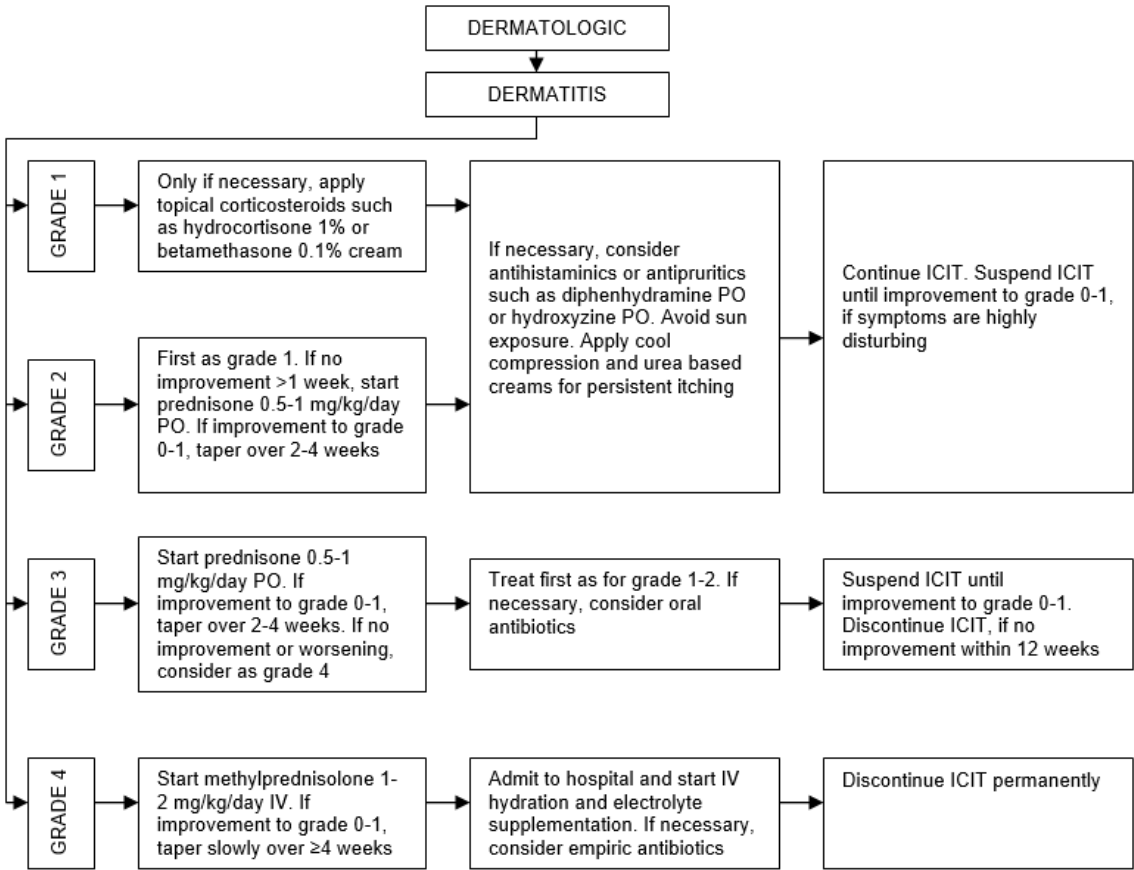 DERMATOLOGIC
DERMATITIS
GRADE 1
Only if necessary, apply
topical corticosteroids such
as hydrocortisone 1% or
betamethasone 0.1% cream
If necessary, consider
antihistaminics or antipruritics
such as diphenhydramine PO
or hydroxyzine PO. Avoid sun
exposure. Apply cool
compression and urea based
creams for persistent itching
Continue ICIT. Suspend ICIT
until improvement to grade 0-1,
if symptoms are highly
disturbing
GRADE 2
First as grade 1. If no
improvement >1 week, start
prednisone 0.5-1 mg/kg/day
PO. If improvement to grade
0-1, taper over 2-4 weeks
GRADE 3
Start prednisone 0.5-1
mg/kg/day PO. If
improvement to grade 0-1,
taper over 2-4 weeks. If no
improvement or worsening,
consider as grade 4
Treat first as for grade 1-2. If
necessary, consider oral
antibiotics
Suspend ICIT until
improvement to grade 0-1.
Discontinue ICIT, if no
improvement within 12 weeks
GRADE 4
Start methylprednisolone 1-
2 mg/kg/day IV. If
improvement to grade 0-1,
taper slowly over ≥4 weeks
Admit to hospital and start IV
hydration and electrolyte
supplementation. If necessary,
consider empiric antibiotics
Discontinue ICIT permanently